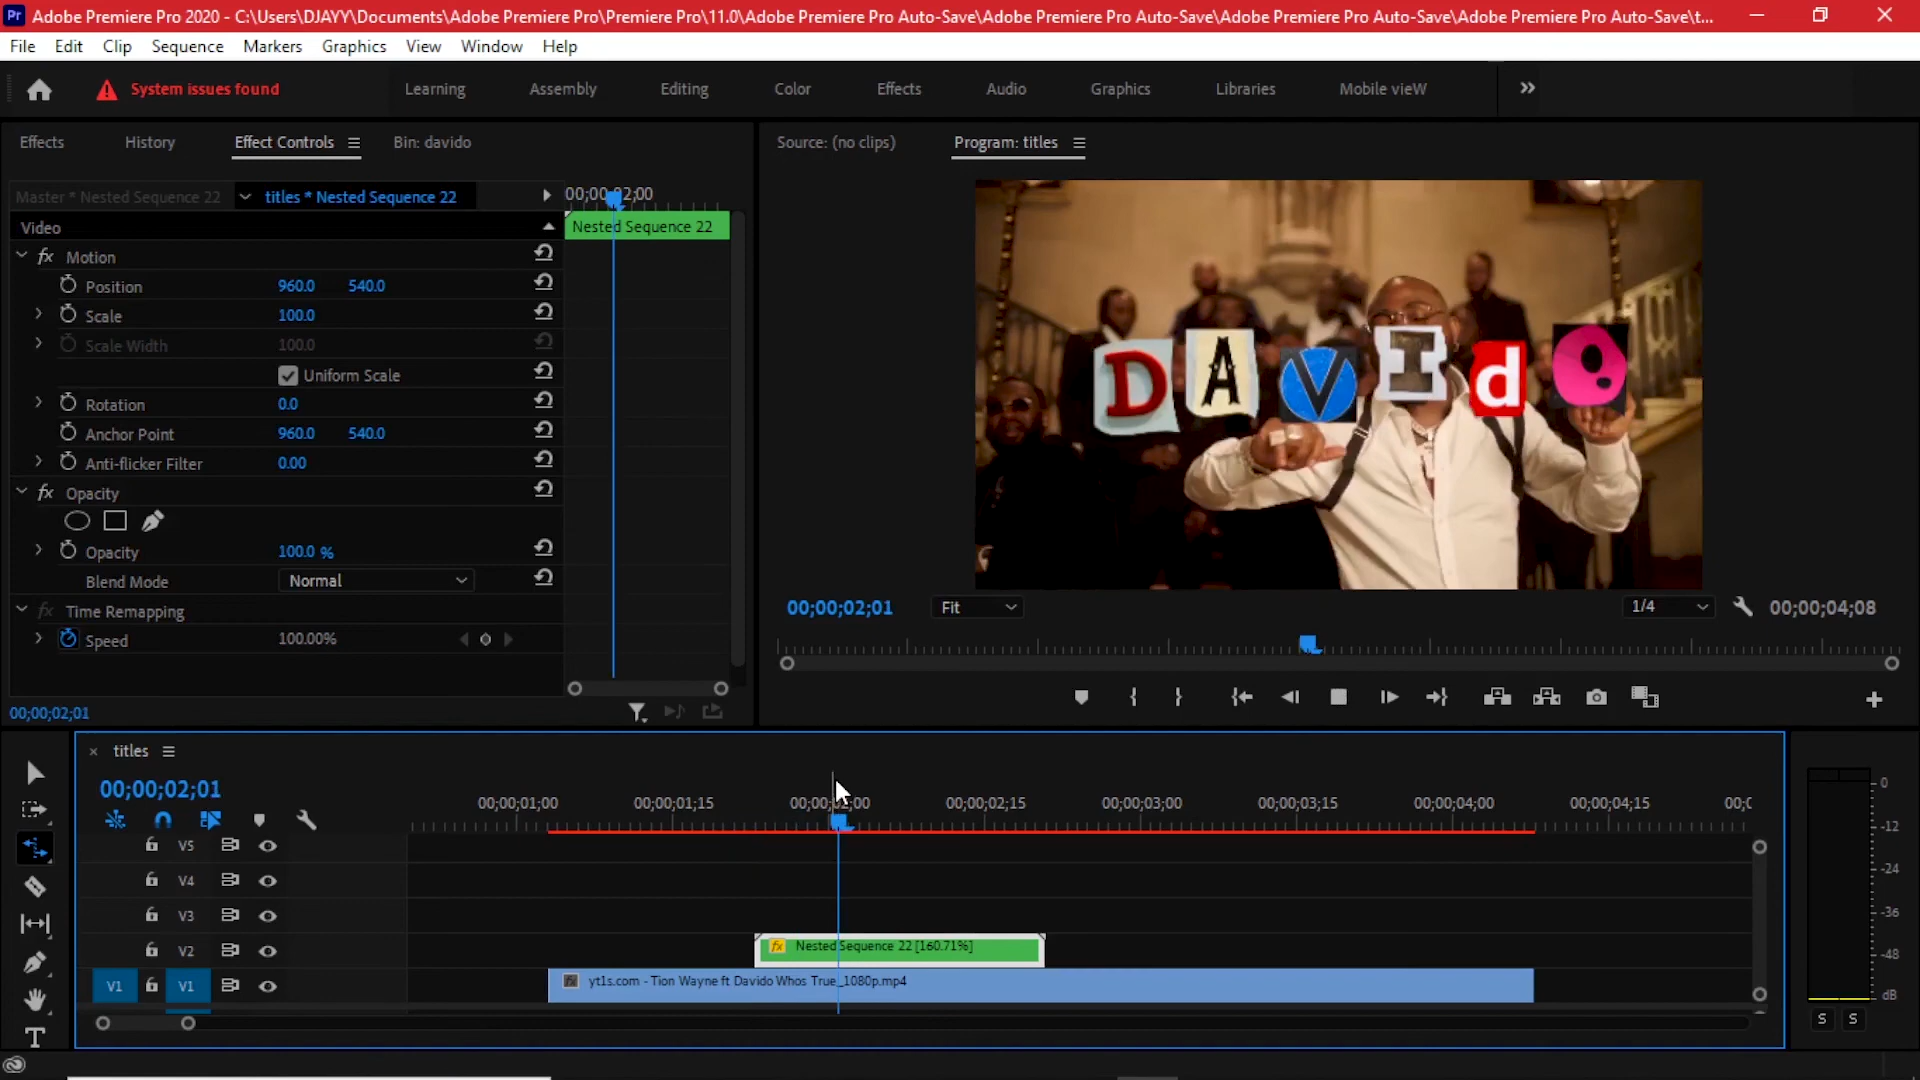 Pr Adobe Premiere Pro 2020 - C:\Users\DJAYY\Documents\Adobe Premiere Pro\Premiere Pro\11.0\Adobe Premiere Pro Auto-Save\Adobe Premiere Pro Auto-Save\Adobe Premiere Pro Auto-Save\Adobe Premiere Pro Auto-Save\t...
File Edit Clip Sequence Markers Graphics View Window Help
System issues found Learning Assembly Editing Color Effects Audio Graphics Libraries Mobile vieW
Effects History Effect Controls Bin: davido Source: (no clips) Program: titles
Master * Nested Sequence 22 titles * Nested Sequence 22 00;00;02;00
Video Nested Sequence 22
fx Motion
Position 960.0 540.0
Scale 100.0
Scale Width 100.0
Uniform Scale
Rotation 0.0
Anchor Point 960.0 540.0
Anti-flicker Filter 0.00
fx Opacity
Opacity 100.0 %
Blend Mode Normal
fx Time Remapping
Speed 100.00%
00;00;02;01
DAVIdO
00;00;02;01 Fit 1/4 00;00;04;08
titles
00;00;02;01
00;00;01;00 00;00;01;15 00;00;02;00 00;00;02;15 00;00;03;00 00;00;03;15 00;00;04;00 00;00;04;15
V5
V4
V3
V2 fx Nested Sequence 22 [160.71%]
V1 V1 fx yt1s.com - Tion Wayne ft Davido Whos True_1080p.mp4
T
0
-12
-24
-36
-48
dB
S S